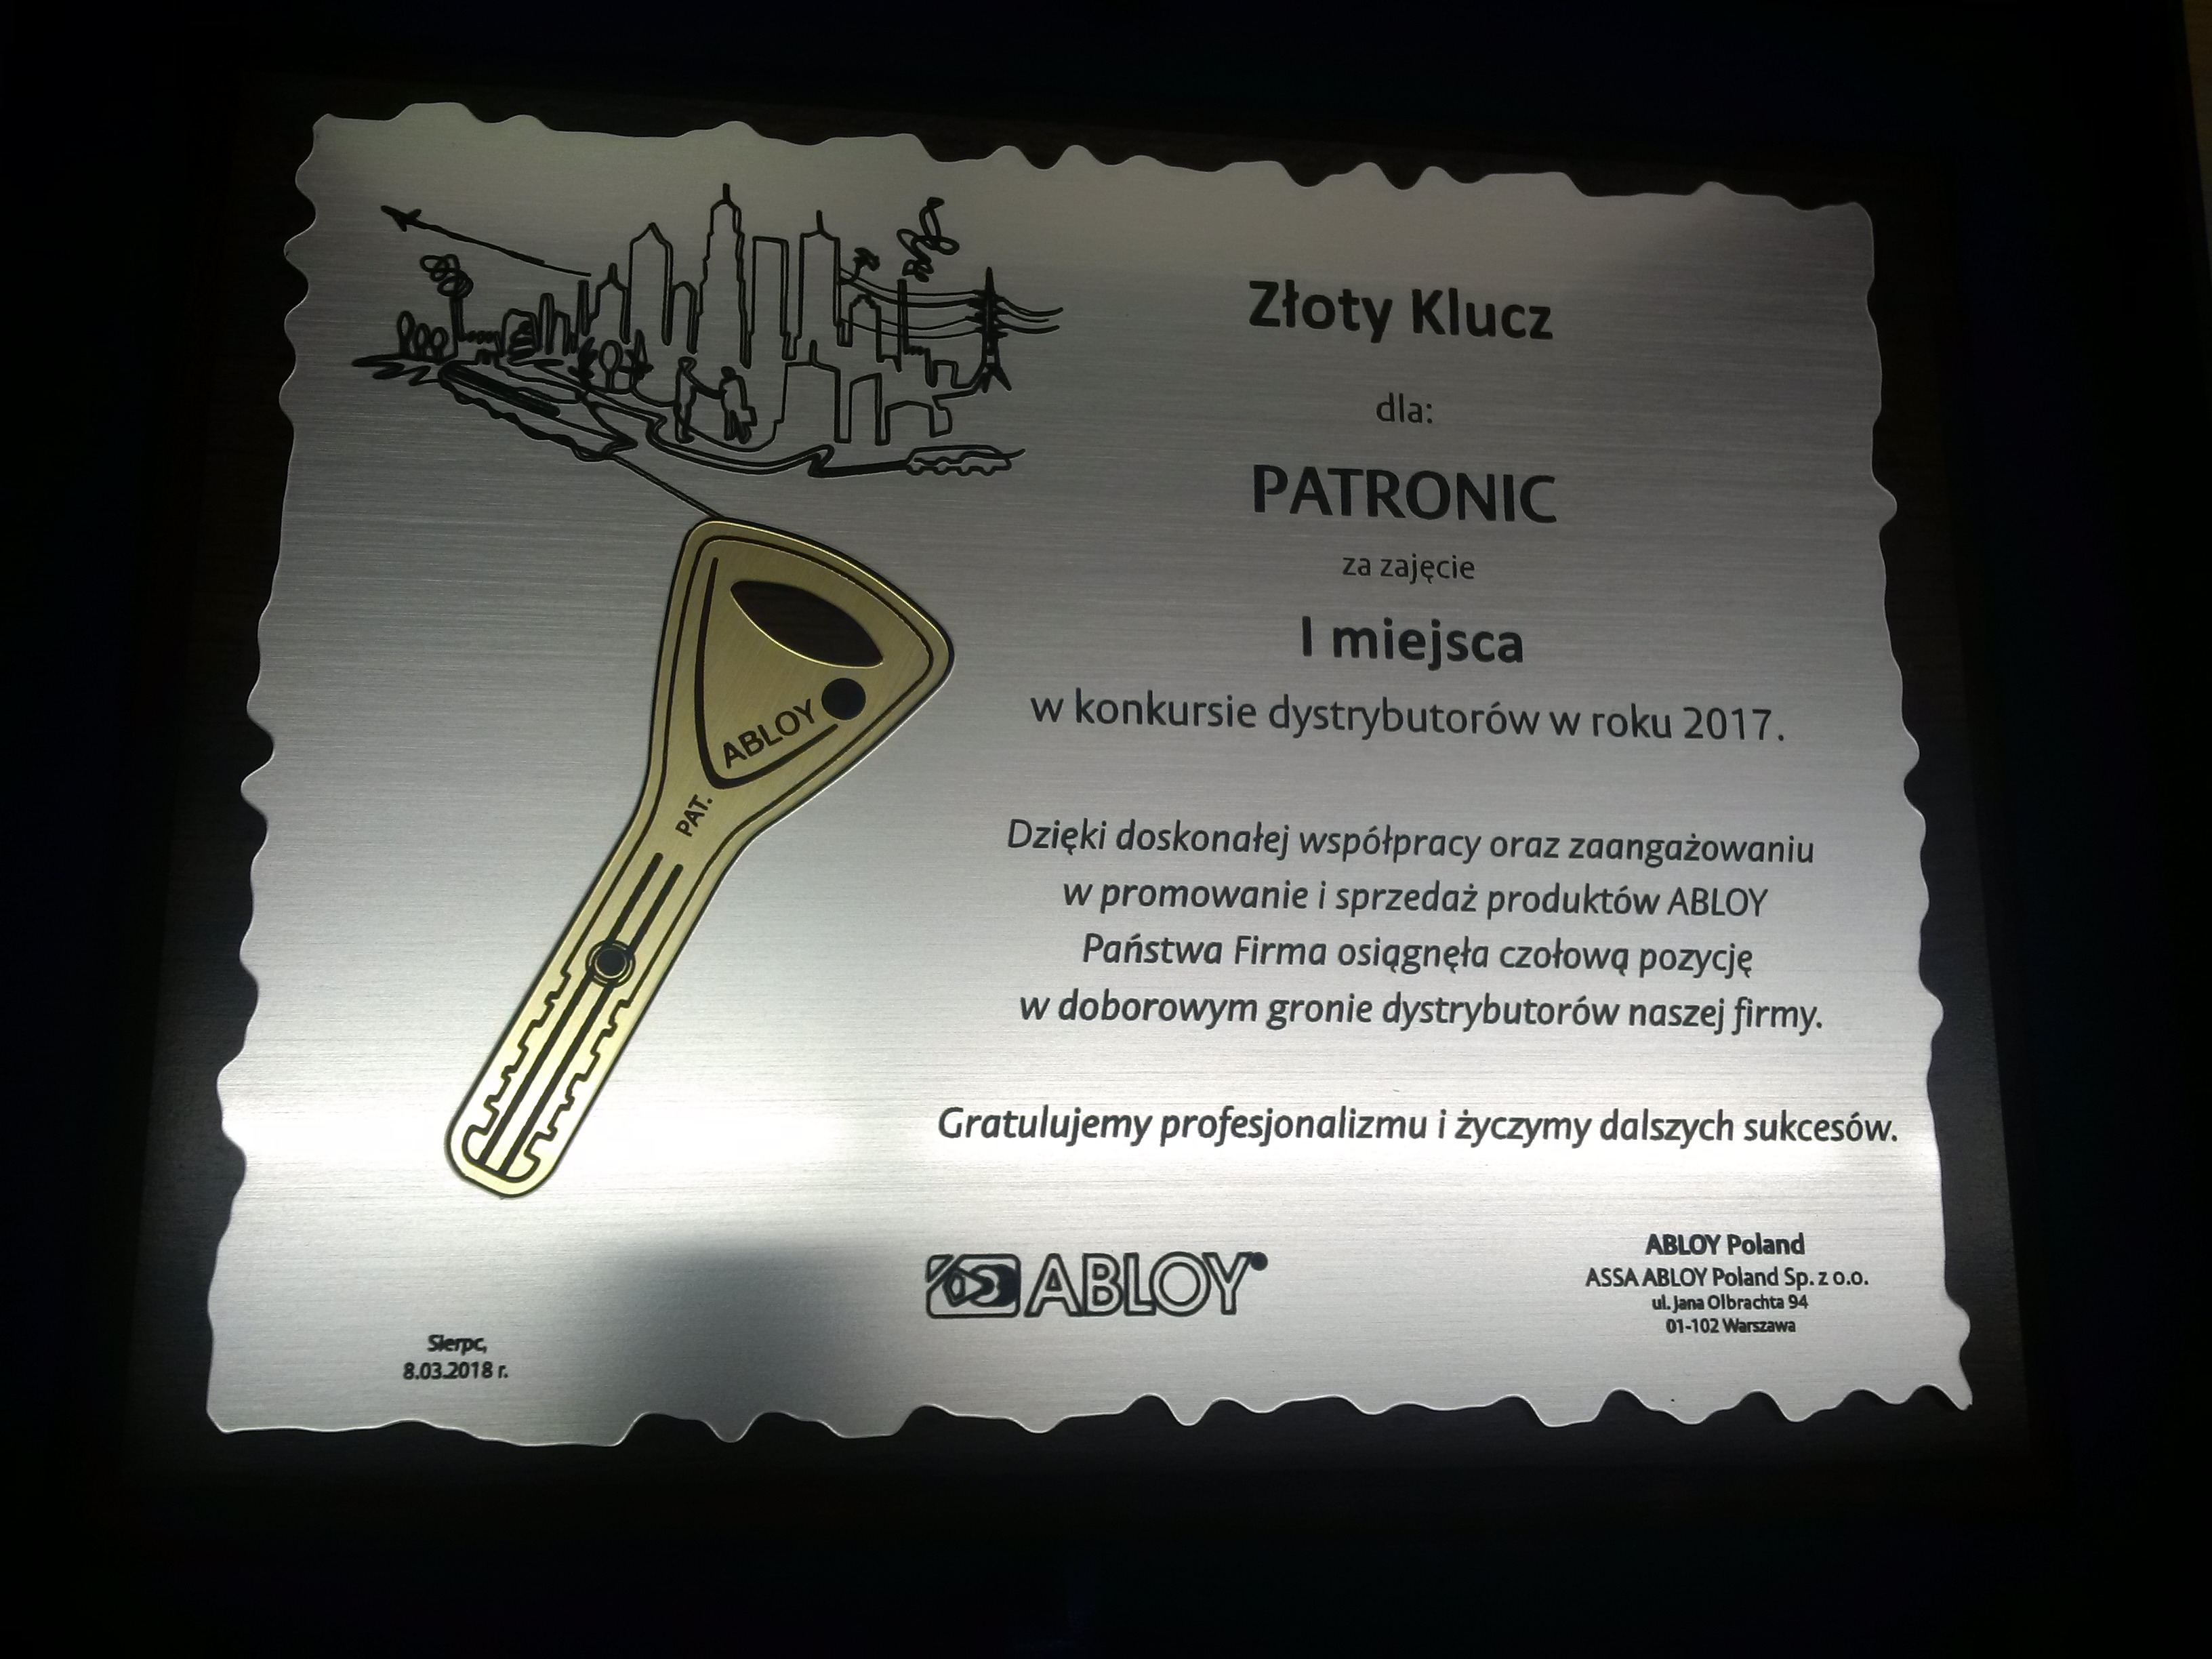 Złoty Klucz
dla:
PATRONIC
za zajęcie
I miejsca
w konkursie dystrybutorów w roku 2017.
ABLOY
PAT.
Dzięki doskonałej współpracy oraz zaangażowaniu
w promowanie i sprzedaż produktów ABLOY
Państwa Firma osiągnęła czołową pozycję
w doborowym gronie dystrybutorów naszej firmy.
Gratulujemy profesjonalizmu i życzymy dalszych sukcesów.
ABLOY
ABLOY Poland
ASSA ABLOY Poland Sp. z o.o.
ul. Jana Olbrachta 94
01-102 Warszawa
Sierpc,
8.03.2018 r.